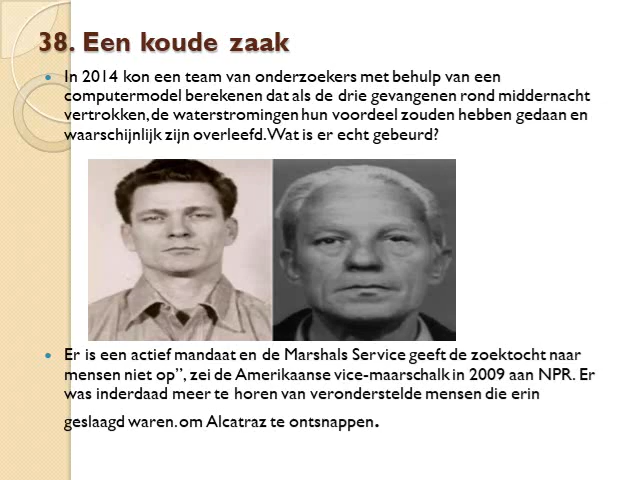 38. Een koude zaak
In 2014 kon een team van onderzoekers met behulp van een
computermodel berekenen dat als de drie gevangenen rond middernacht
vertrokken, de waterstromingen hun voordeel zouden hebben gedaan en
waarschijnlijk zijn overleefd. Wat is er echt gebeurd?
Er is een actief mandaat en de Marshals Service geeft de zoektocht naar
mensen niet op”, zei de Amerikaanse vice-maarschalk in 2009 aan NPR. Er
was inderdaad meer te horen van veronderstelde mensen die erin
geslaagd waren. om Alcatraz te ontsnappen.